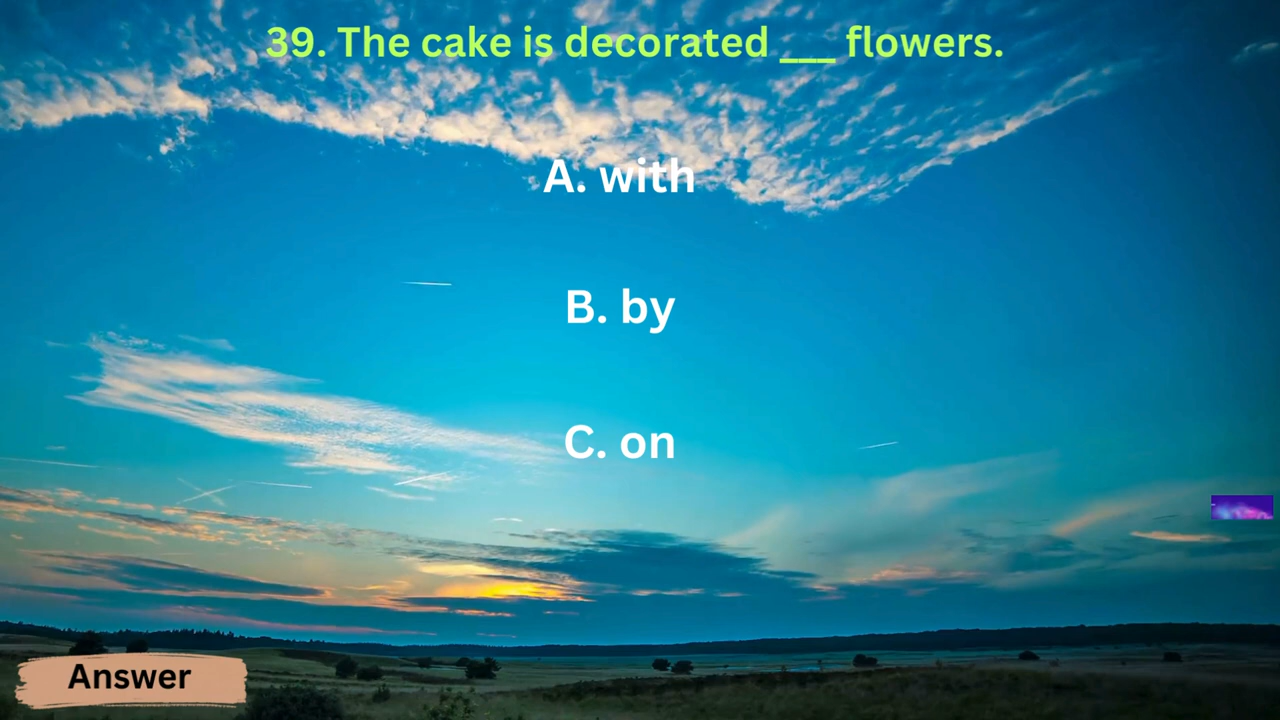 39. The cake is decorated ___ flowers.
A. with
B. by
C. on
Answer